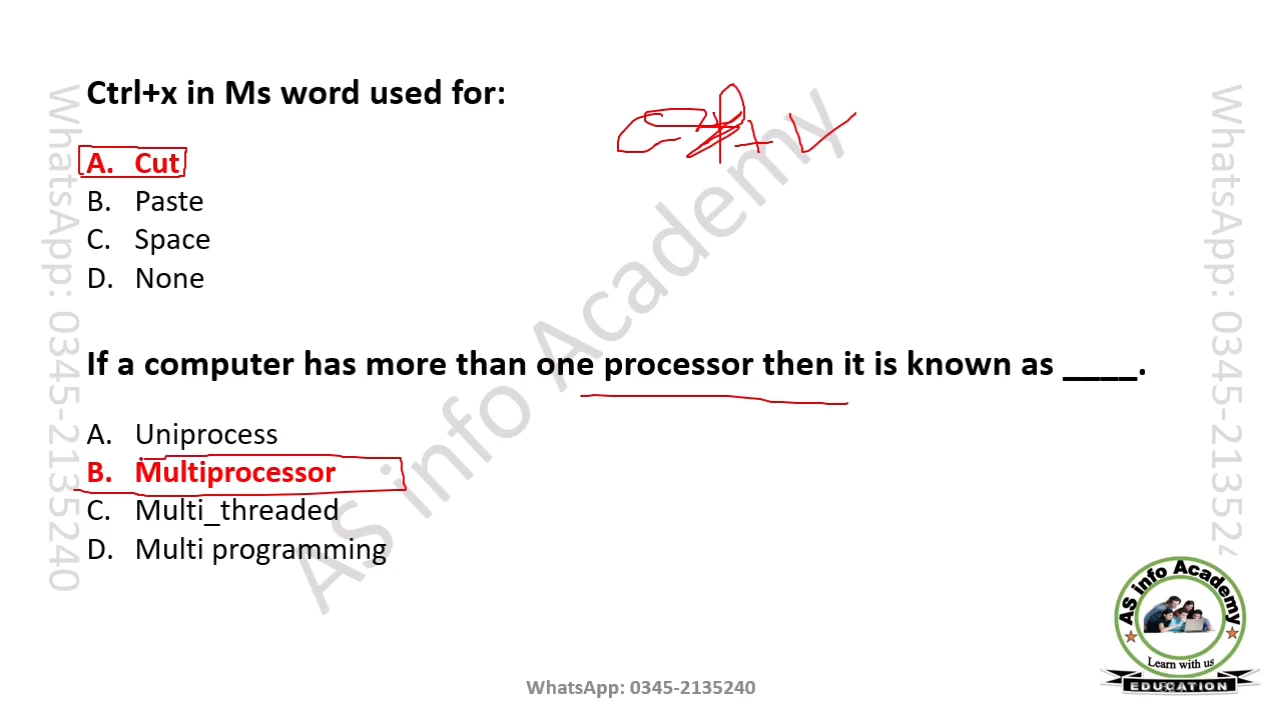 Ctrl+x in Ms word used for:
A. Cut
B. Paste
C. Space
D. None
If a computer has more than one processor then it is known as ____.
A. Uniprocess
B. Multiprocessor
C. Multi_threaded
D. Multi programming
WhatsApp: 0345-2135240
AS info Academy
WhatsApp: 0345-21352
AS info Academy
Learn with us
EDUCATION
WhatsApp: 0345-2135240